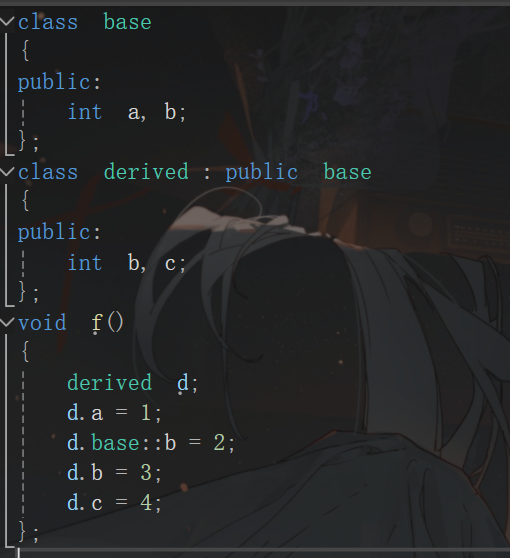 class  base
{
public:
    int  a, b;
};
class  derived : public  base
{
public:
    int  b, c;
};
void  f()
{
    derived  d;
    d.a = 1;
    d.base::b = 2;
    d.b = 3;
    d.c = 4;
};